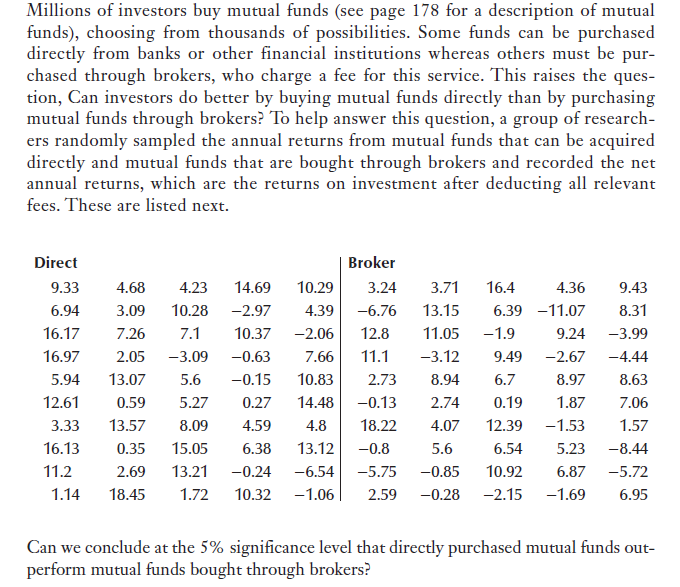 Millions of investors buy mutual funds (see page 178 for a description of mutual
funds), choosing from thousands of possibilities. Some funds can be purchased
directly from banks or other financial institutions whereas others must be pur-
chased through brokers, who charge a fee for this service. This raises the ques-
tion, Can investors do better by buying mutual funds directly than by purchasing
mutual funds through brokers? To help answer this question, a group of research-
ers randomly sampled the annual returns from mutual funds that can be acquired
directly and mutual funds that are bought through brokers and recorded the net
annual returns, which are the returns on investment after deducting all relevant
fees. These are listed next.
Direct Broker
9.33 4.68 4.23 14.69 10.29 3.24 3.71 16.4 4.36 9.43
6.94 3.09 10.28 −2.97 4.39 −6.76 13.15 6.39 −11.07 8.31
16.17 7.26 7.1 10.37 −2.06 12.8 11.05 −1.9 9.24 −3.99
16.97 2.05 −3.09 −0.63 7.66 11.1 −3.12 9.49 −2.67 −4.44
5.94 13.07 5.6 −0.15 10.83 2.73 8.94 6.7 8.97 8.63
12.61 0.59 5.27 0.27 14.48 −0.13 2.74 0.19 1.87 7.06
3.33 13.57 8.09 4.59 4.8 18.22 4.07 12.39 −1.53 1.57
16.13 0.35 15.05 6.38 13.12 −0.8 5.6 6.54 5.23 −8.44
11.2 2.69 13.21 −0.24 −6.54 −5.75 −0.85 10.92 6.87 −5.72
1.14 18.45 1.72 10.32 −1.06 2.59 −0.28 −2.15 −1.69 6.95
Can we conclude at the 5% significance level that directly purchased mutual funds out-
perform mutual funds bought through brokers?